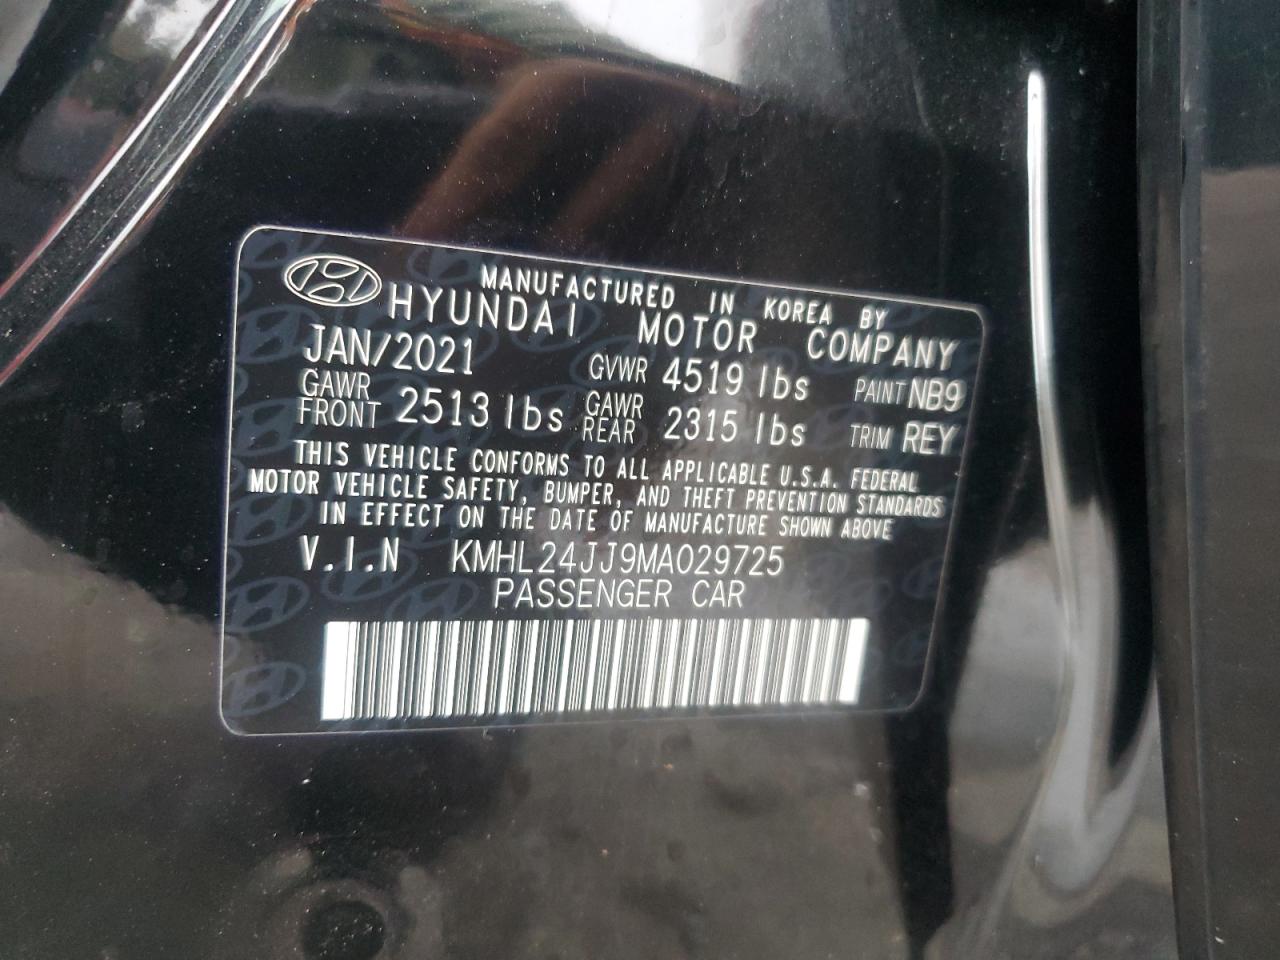 MANUFACTURED IN KOREA BY
HYUNDAI MOTOR COMPANY
JAN/2021 GVWR 4519 lbs PAINT NB9
GAWR FRONT 2513 lbs GAWR REAR 2315 lbs TRIM REY
THIS VEHICLE CONFORMS TO ALL APPLICABLE U.S.A. FEDERAL
MOTOR VEHICLE SAFETY, BUMPER, AND THEFT PREVENTION STANDARDS
IN EFFECT ON THE DATE OF MANUFACTURE SHOWN ABOVE
V.I.N KMHL24JJ9MA029725
PASSENGER CAR